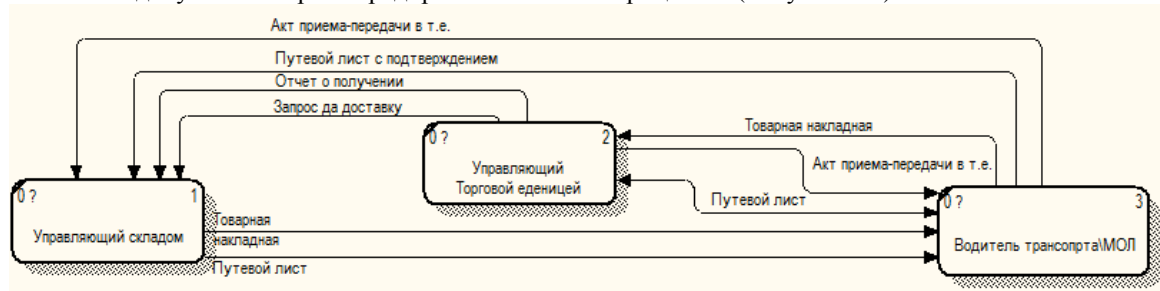 Акт приема-передачи в т.е.
Путевой лист с подтверждением
Отчет о получении
Запрос да доставку
Товарная накладная
0 ?
2
Управляющий
Торговой еденицей
Акт приема-передачи в т.е.
Путевой лист
0 ?
1
Управляющий складом
Товарная
накладная
Путевой лист
0 ?
3
Водитель транспорта\МОЛ